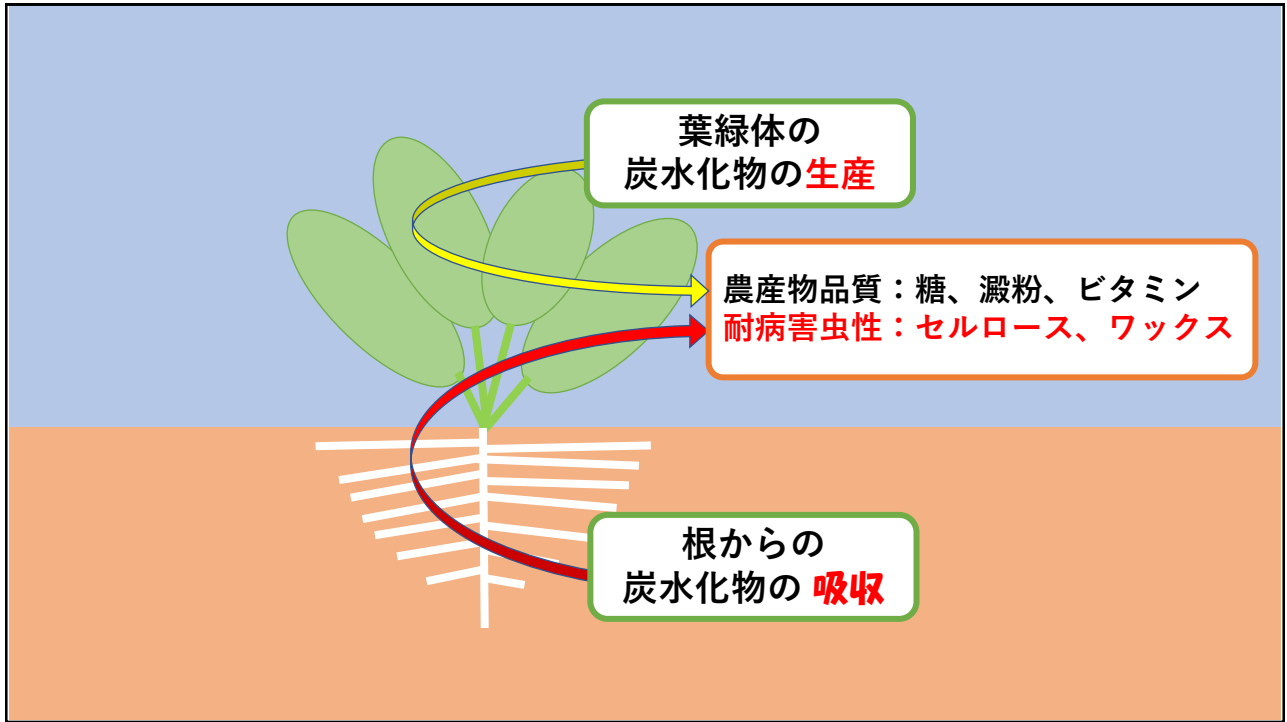 葉緑体の
炭水化物の生産
農産物品質：糖、澱粉、ビタミン
耐病害虫性：セルロース、ワックス
根からの
炭水化物の 吸収